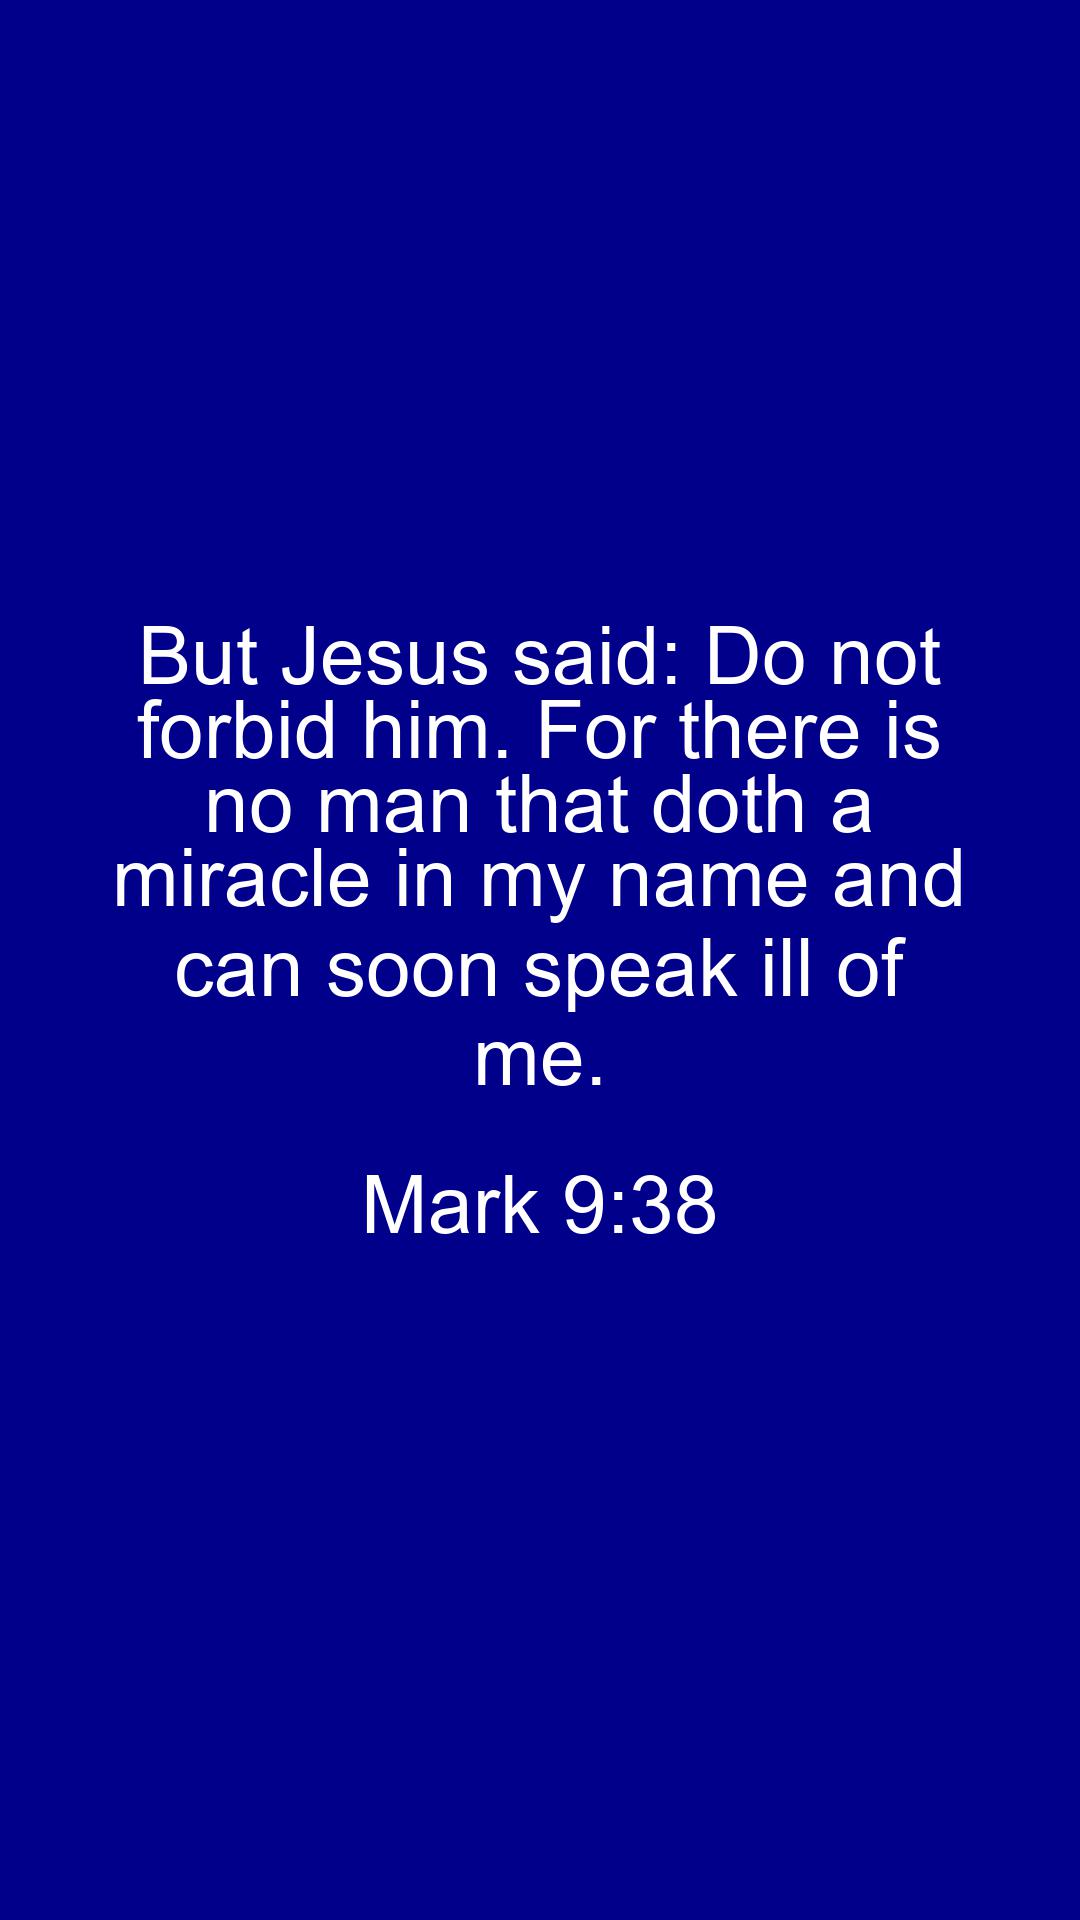 But Jesus said: Do not
forbid him. For there is
no man that doth a
miracle in my name and
can soon speak ill of
me.
Mark 9:38